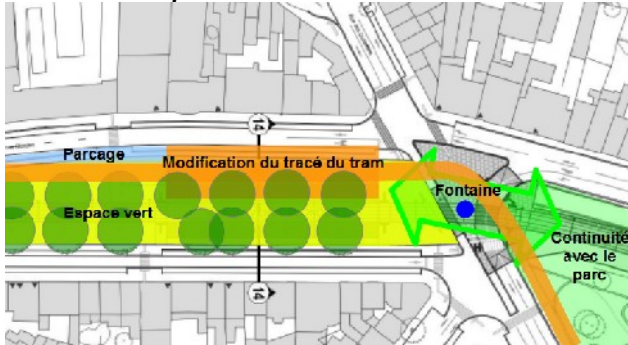 14
Parcage
Modification du tracé du tram
Fontaine
Espace vert
Continuité
avec le
parc
14